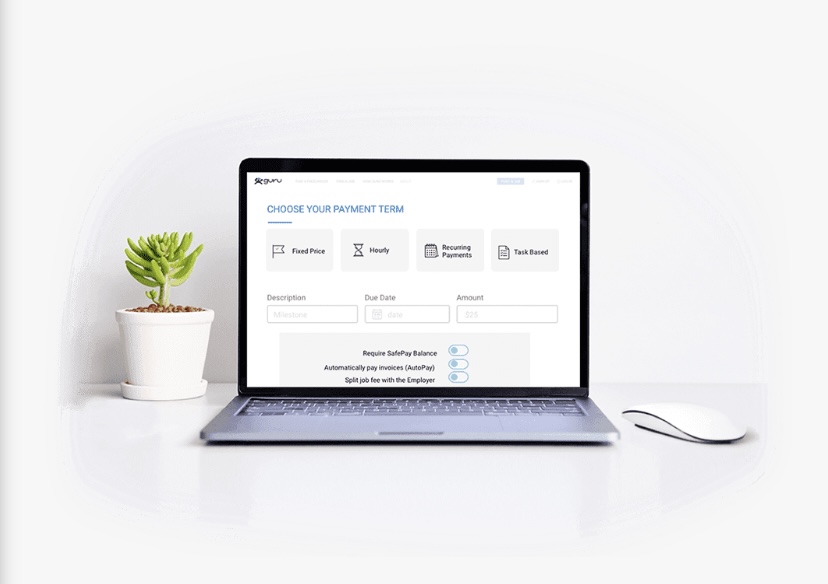 guru
CHOOSE YOUR PAYMENT TERM
Fixed Price
Hourly
Recurring
Payments
Task Based
Description
Due Date
Amount
Milestone
date
$25
Require SafePay Balance
Automatically pay invoices (AutoPay)
Split job fee with the Employer